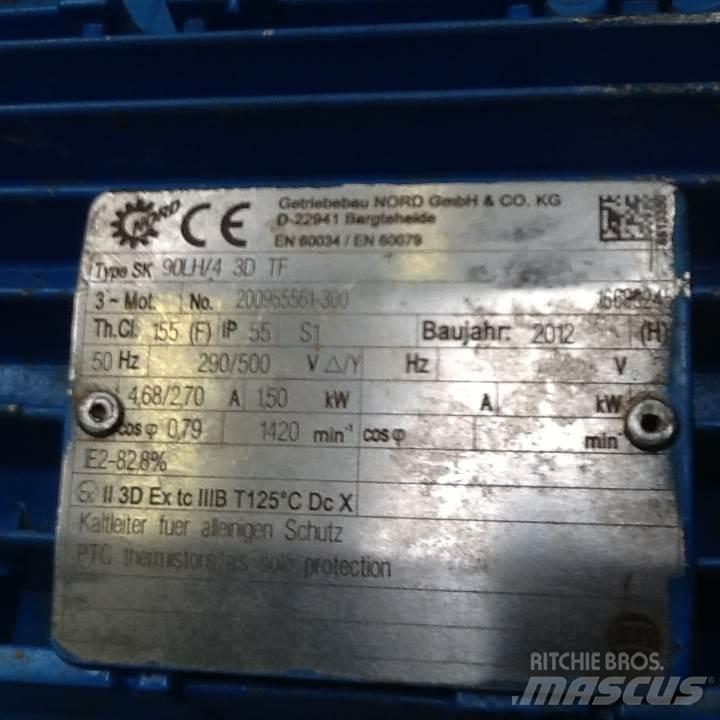 NORD CE
Getriebebau NORD GmbH & CO. KG
D-22941 Bargteheide
EN 60034 / EN 60079
Type SK 90LH/4 3D TF
3~Mot. No. 200965561-300
Th.Cl. 155 (F) IP 55 S1 Baujahr: 2012 (H)
50 Hz 290/500 V △/Y Hz V
4,68/2,70 A 1,50 kW A kW
cos φ 0,79 1420 min⁻¹ cos φ min⁻¹
IE2-82,8%
Ex II 3D Ex tc IIIB T125°C Dc X
Kaltleiter fuer alleinigen Schutz
PTC thermistors as sole protection
RITCHIE BROS.
MASCUS